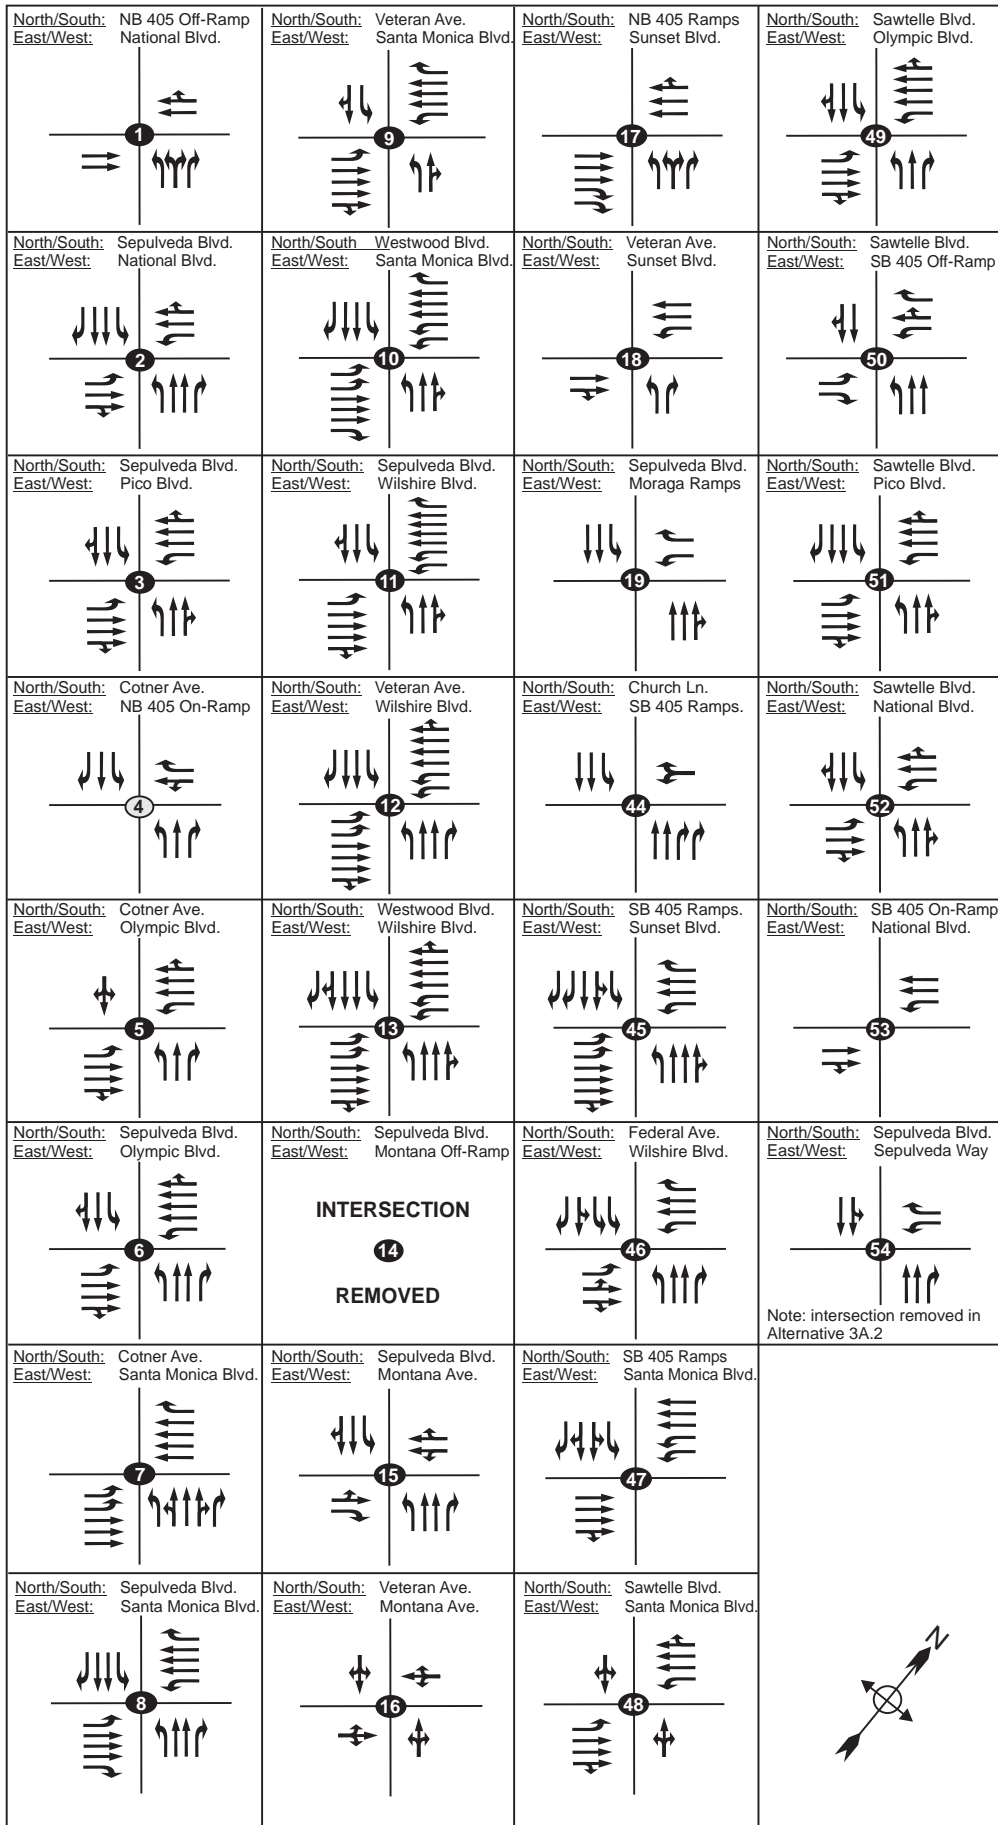 North/South: NB 405 Off-Ramp
East/West: National Blvd.
1
North/South: Veteran Ave.
East/West: Santa Monica Blvd.
9
North/South: NB 405 Ramps
East/West: Sunset Blvd.
17
North/South: Sawtelle Blvd.
East/West: Olympic Blvd.
49
North/South: Sepulveda Blvd.
East/West: National Blvd.
2
North/South Westwood Blvd.
East/West: Santa Monica Blvd.
10
North/South: Veteran Ave.
East/West: Sunset Blvd.
18
North/South: Sawtelle Blvd.
East/West: SB 405 Off-Ramp
50
North/South: Sepulveda Blvd.
East/West: Pico Blvd.
3
North/South: Sepulveda Blvd.
East/West: Wilshire Blvd.
11
North/South: Sepulveda Blvd.
East/West: Moraga Ramps
19
North/South: Sawtelle Blvd.
East/West: Pico Blvd.
51
North/South: Cotner Ave.
East/West: NB 405 On-Ramp
4
North/South: Veteran Ave.
East/West: Wilshire Blvd.
12
North/South: Church Ln.
East/West: SB 405 Ramps.
44
North/South: Sawtelle Blvd.
East/West: National Blvd.
52
North/South: Cotner Ave.
East/West: Olympic Blvd.
5
North/South: Westwood Blvd.
East/West: Wilshire Blvd.
13
North/South: SB 405 Ramps.
East/West: Sunset Blvd.
45
North/South: SB 405 On-Ramp
East/West: National Blvd.
53
North/South: Sepulveda Blvd.
East/West: Olympic Blvd.
6
North/South: Sepulveda Blvd.
East/West: Montana Off-Ramp
INTERSECTION
14
REMOVED
North/South: Federal Ave.
East/West: Wilshire Blvd.
46
North/South: Sepulveda Blvd.
East/West: Sepulveda Way
54
Note: intersection removed in
Alternative 3A.2
North/South: Cotner Ave.
East/West: Santa Monica Blvd.
7
North/South: Sepulveda Blvd.
East/West: Montana Ave.
15
North/South: SB 405 Ramps
East/West: Santa Monica Blvd.
47
North/South: Sepulveda Blvd.
East/West: Santa Monica Blvd.
8
North/South: Veteran Ave.
East/West: Montana Ave.
16
North/South: Sawtelle Blvd.
East/West: Santa Monica Blvd.
48
N